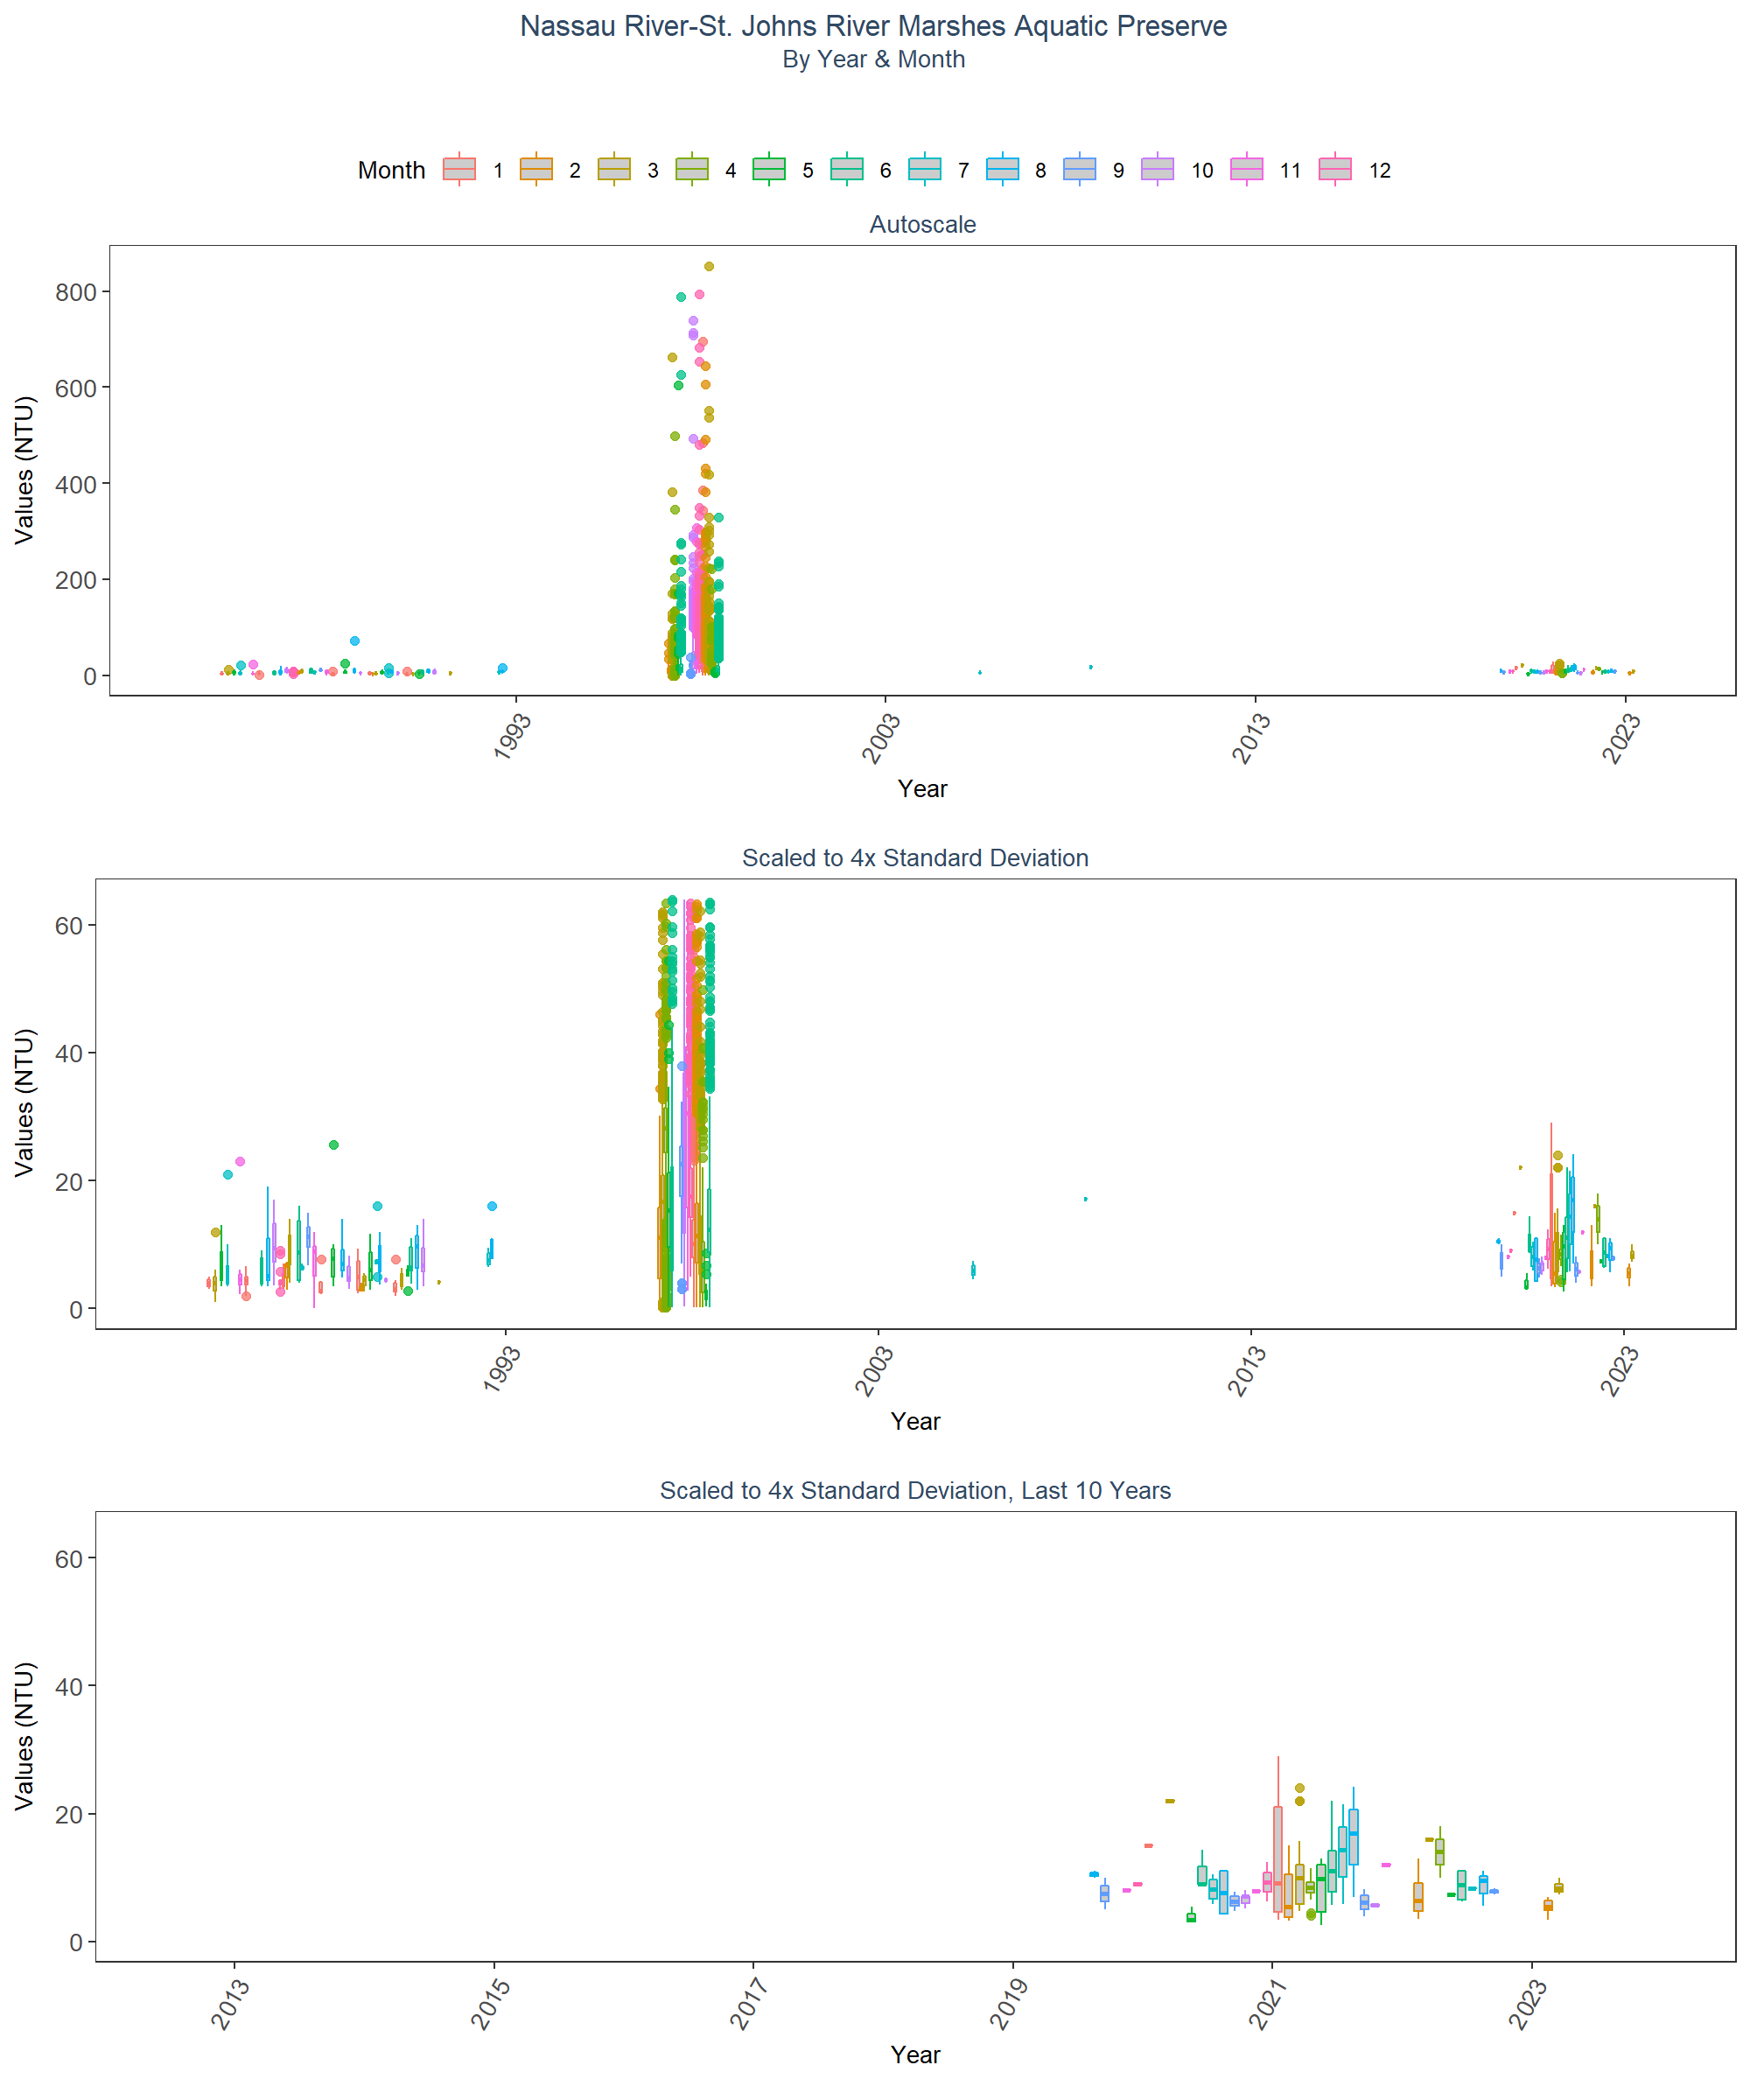 Nassau River-St. Johns River Marshes Aquatic Preserve
By Year & Month
Month 1 2 3 4 5 6 7 8 9 10 11 12
Autoscale
Values (NTU)
800
600
400
200
0
1993 2003 2013 2023
Year
Scaled to 4x Standard Deviation
Values (NTU)
60
40
20
0
1993 2003 2013 2023
Year
Scaled to 4x Standard Deviation, Last 10 Years
Values (NTU)
60
40
20
0
2013 2015 2017 2019 2021 2023
Year